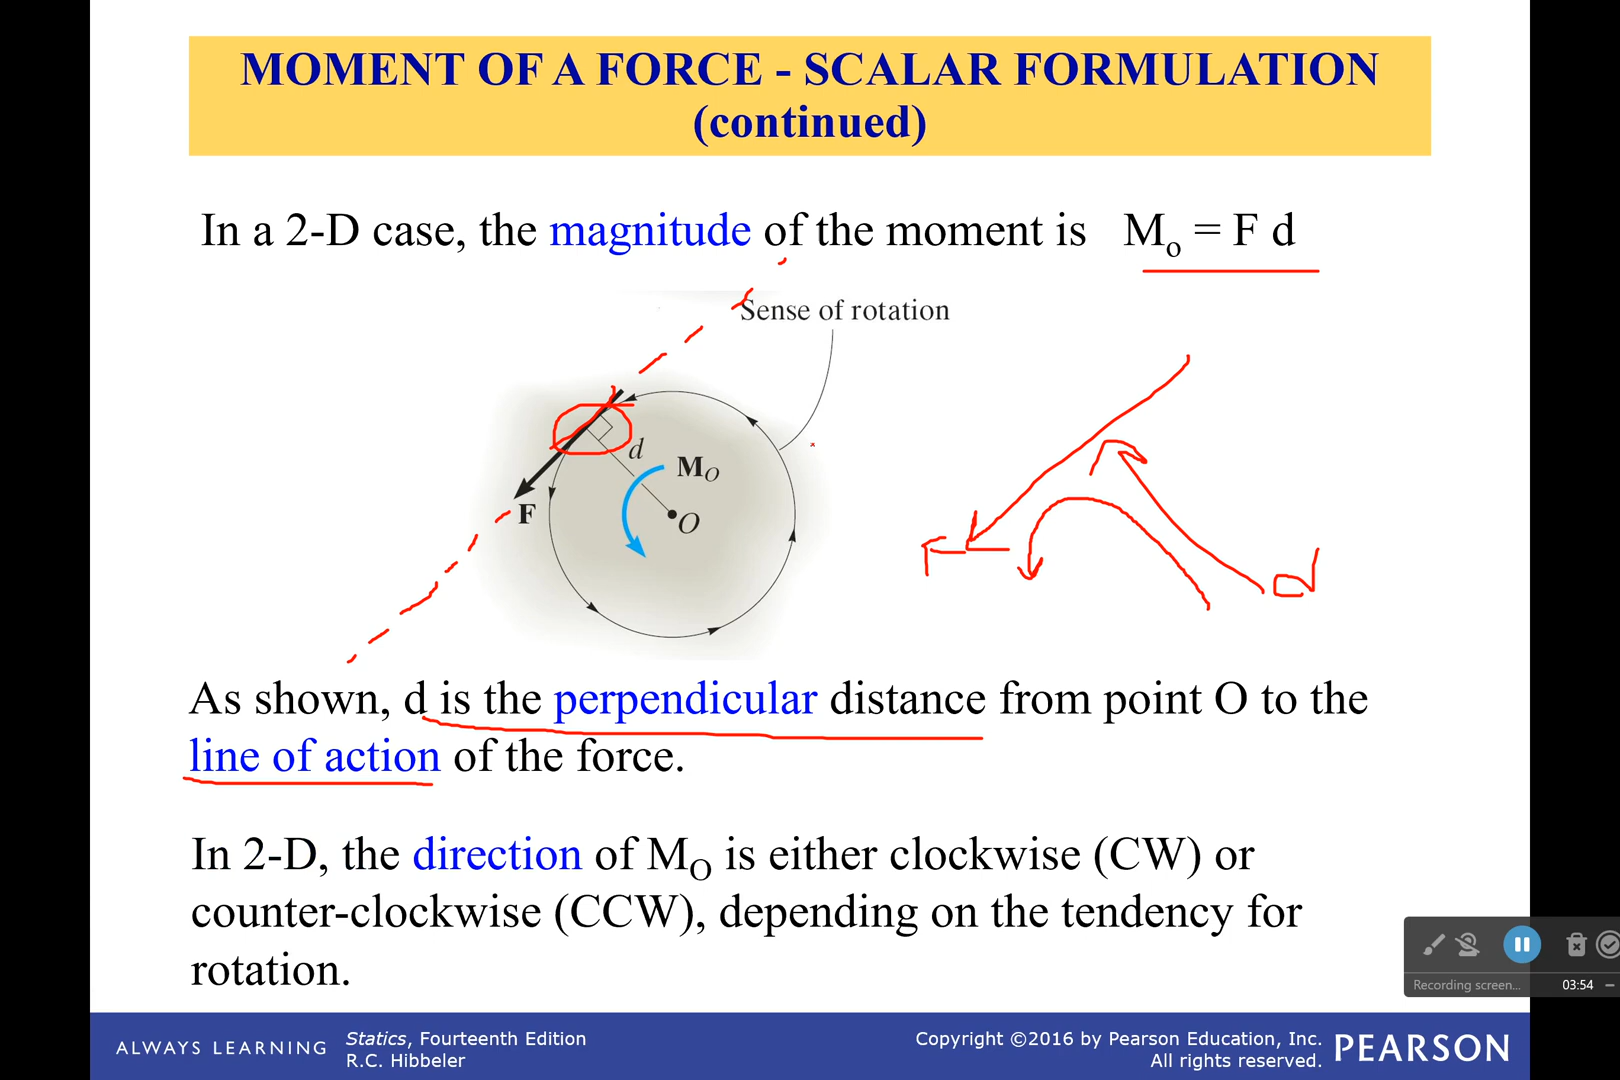 MOMENT OF A FORCE - SCALAR FORMULATION
(continued)
In a 2-D case, the magnitude of the moment is Mo = F d
Sense of rotation
d
MO
F
O
F
d
As shown, d is the perpendicular distance from point O to the
line of action of the force.
In 2-D, the direction of MO is either clockwise (CW) or
counter-clockwise (CCW), depending on the tendency for
rotation.
Recording screen... 03:54
ALWAYS LEARNING
Statics, Fourteenth Edition
R.C. Hibbeler
Copyright ©2016 by Pearson Education, Inc.
All rights reserved.
PEARSON